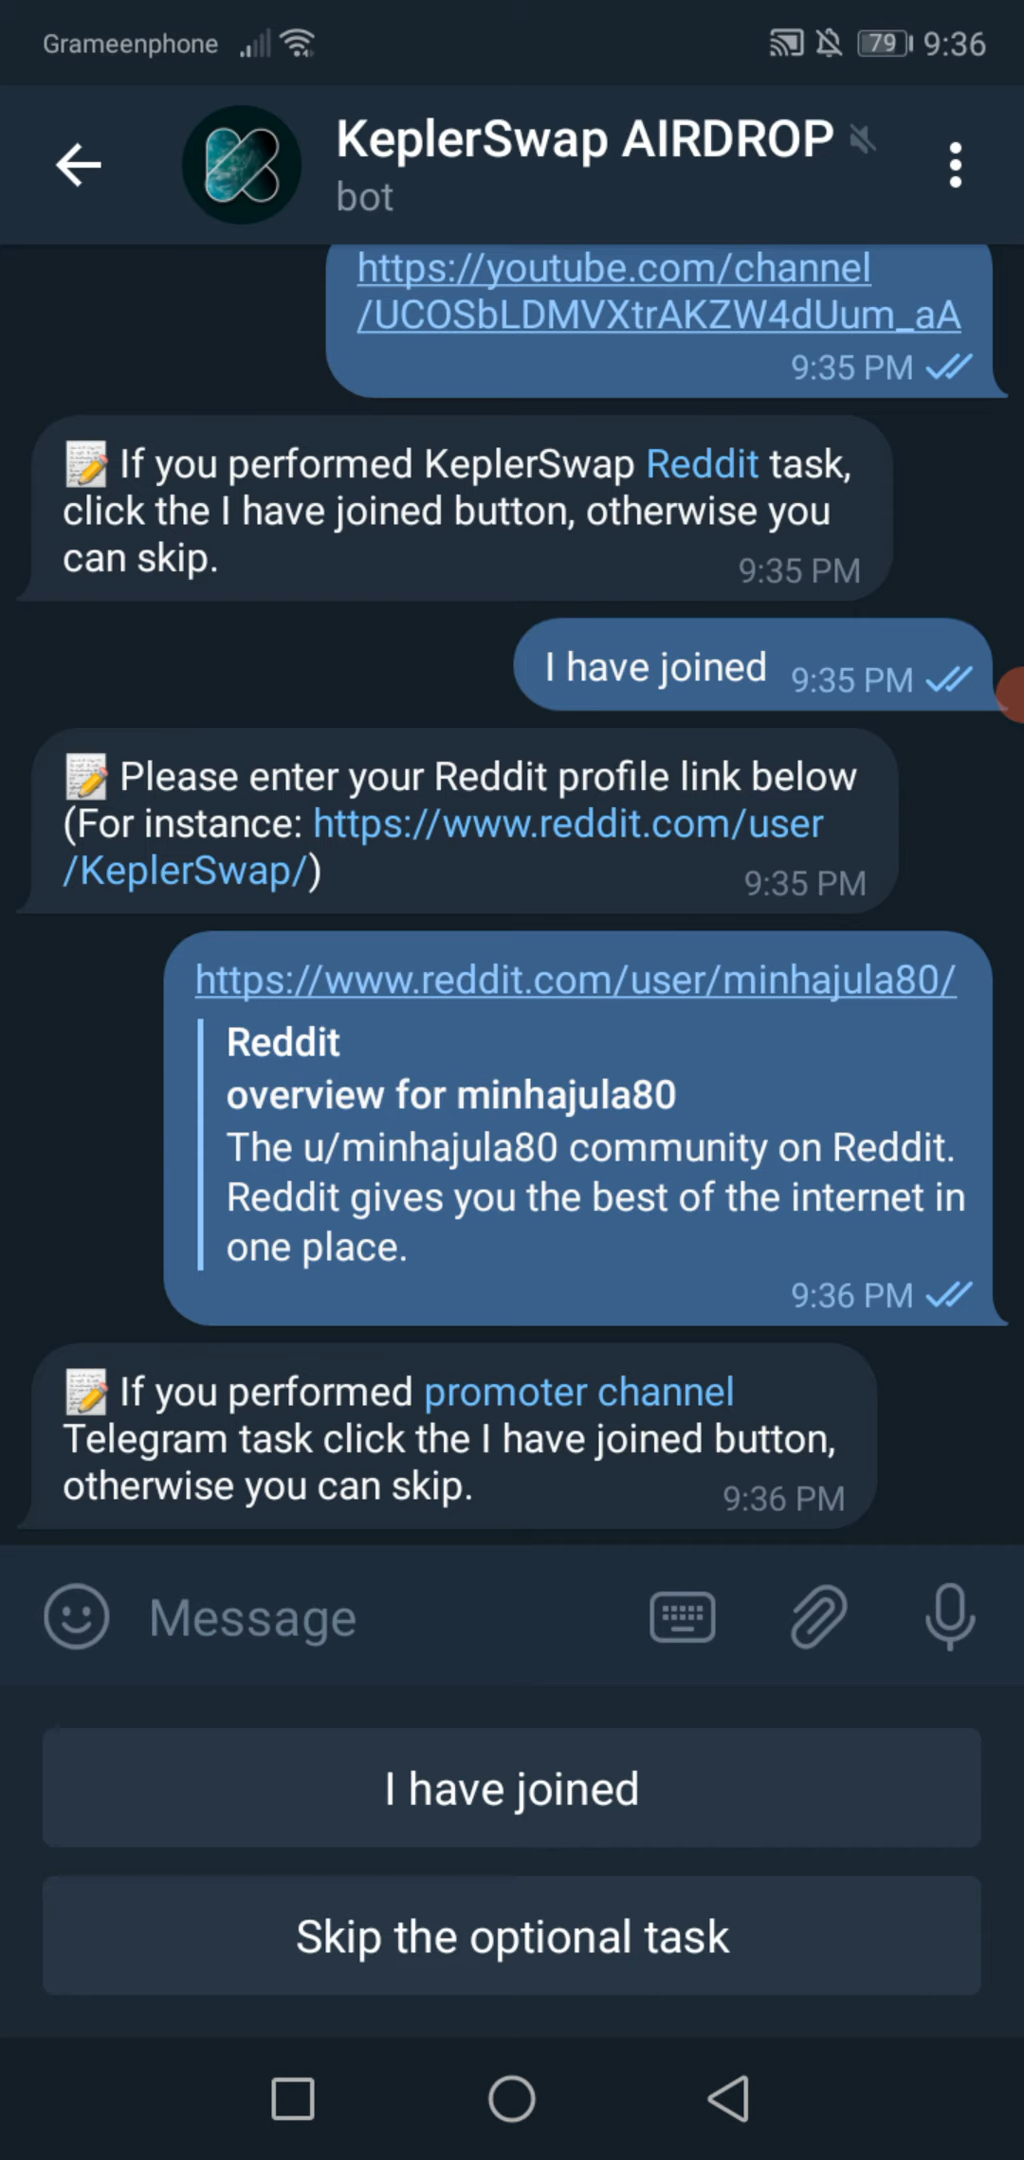 Grameenphone 79 9:36
KeplerSwap AIRDROP
bot
https://youtube.com/channel
/UCOSbLDMVXtrAKZW4dUum_aA
9:35 PM
If you performed KeplerSwap Reddit task,
click the I have joined button, otherwise you
can skip. 9:35 PM
I have joined 9:35 PM
Please enter your Reddit profile link below
(For instance: https://www.reddit.com/user
/KeplerSwap/) 9:35 PM
https://www.reddit.com/user/minhajula80/
Reddit
overview for minhajula80
The u/minhajula80 community on Reddit.
Reddit gives you the best of the internet in
one place.
9:36 PM
If you performed promoter channel
Telegram task click the I have joined button,
otherwise you can skip. 9:36 PM
Message
I have joined
Skip the optional task